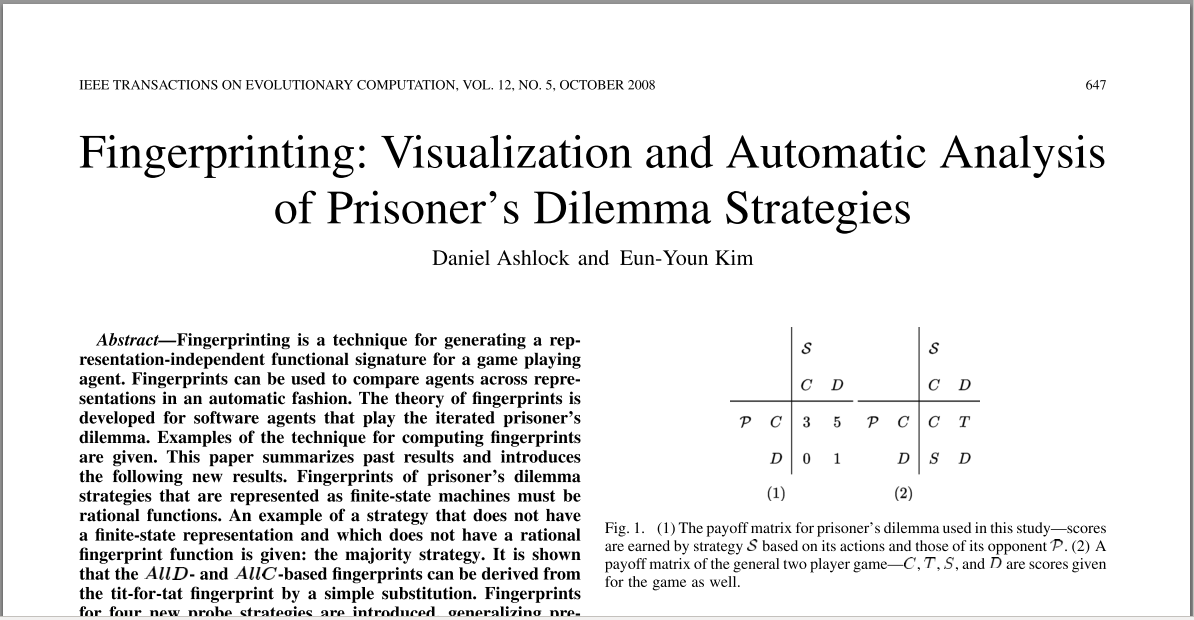 IEEE TRANSACTIONS ON EVOLUTIONARY COMPUTATION, VOL. 12, NO. 5, OCTOBER 2008 647
Fingerprinting: Visualization and Automatic Analysis
of Prisoner's Dilemma Strategies
Daniel Ashlock and Eun-Youn Kim
Abstract—Fingerprinting is a technique for generating a rep-
resentation-independent functional signature for a game playing
agent. Fingerprints can be used to compare agents across repre-
sentations in an automatic fashion. The theory of fingerprints is
developed for software agents that play the iterated prisoner's
dilemma. Examples of the technique for computing fingerprints
are given. This paper summarizes past results and introduces
the following new results. Fingerprints of prisoner's dilemma
strategies that are represented as finite-state machines must be
rational functions. An example of a strategy that does not have
a finite-state representation and which does not have a rational
fingerprint function is given: the majority strategy. It is shown
that the AllD- and AllC-based fingerprints can be derived from
the tit-for-tat fingerprint by a simple substitution. Fingerprints
for four new probe strategies are introduced, generalizing pre-
S S
C D C D
P C 3 5 P C C T
D 0 1 D S D
(1) (2)
Fig. 1. (1) The payoff matrix for prisoner's dilemma used in this study—scores
are earned by strategy S based on its actions and those of its opponent P. (2) A
payoff matrix of the general two player game—C, T, S, and D are scores given
for the game as well.